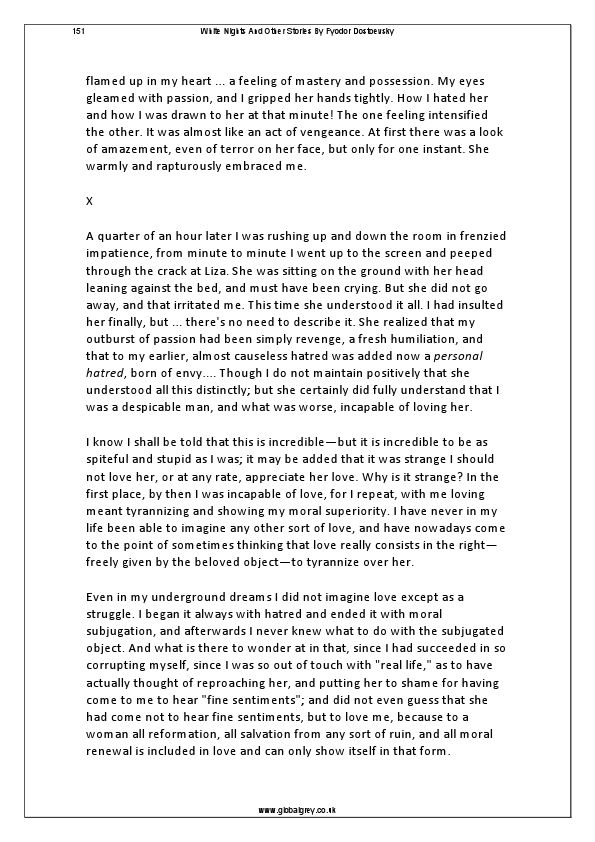 151 White Nights And Other Stories By Fyodor Dostoevsky
flamed up in my heart ... a feeling of mastery and possession. My eyes
gleamed with passion, and I gripped her hands tightly. How I hated her
and how I was drawn to her at that minute! The one feeling intensified
the other. It was almost like an act of vengeance. At first there was a look
of amazement, even of terror on her face, but only for one instant. She
warmly and rapturously embraced me.
X
A quarter of an hour later I was rushing up and down the room in frenzied
impatience, from minute to minute I went up to the screen and peeped
through the crack at Liza. She was sitting on the ground with her head
leaning against the bed, and must have been crying. But she did not go
away, and that irritated me. This time she understood it all. I had insulted
her finally, but ... there's no need to describe it. She realized that my
outburst of passion had been simply revenge, a fresh humiliation, and
that to my earlier, almost causeless hatred was added now a personal
hatred, born of envy.... Though I do not maintain positively that she
understood all this distinctly; but she certainly did fully understand that I
was a despicable man, and what was worse, incapable of loving her.
I know I shall be told that this is incredible—but it is incredible to be as
spiteful and stupid as I was; it may be added that it was strange I should
not love her, or at any rate, appreciate her love. Why is it strange? In the
first place, by then I was incapable of love, for I repeat, with me loving
meant tyrannizing and showing my moral superiority. I have never in my
life been able to imagine any other sort of love, and have nowadays come
to the point of sometimes thinking that love really consists in the right—
freely given by the beloved object—to tyrannize over her.
Even in my underground dreams I did not imagine love except as a
struggle. I began it always with hatred and ended it with moral
subjugation, and afterwards I never knew what to do with the subjugated
object. And what is there to wonder at in that, since I had succeeded in so
corrupting myself, since I was so out of touch with "real life," as to have
actually thought of reproaching her, and putting her to shame for having
come to me to hear "fine sentiments"; and did not even guess that she
had come not to hear fine sentiments, but to love me, because to a
woman all reformation, all salvation from any sort of ruin, and all moral
renewal is included in love and can only show itself in that form.
www.globalgrey.co.uk